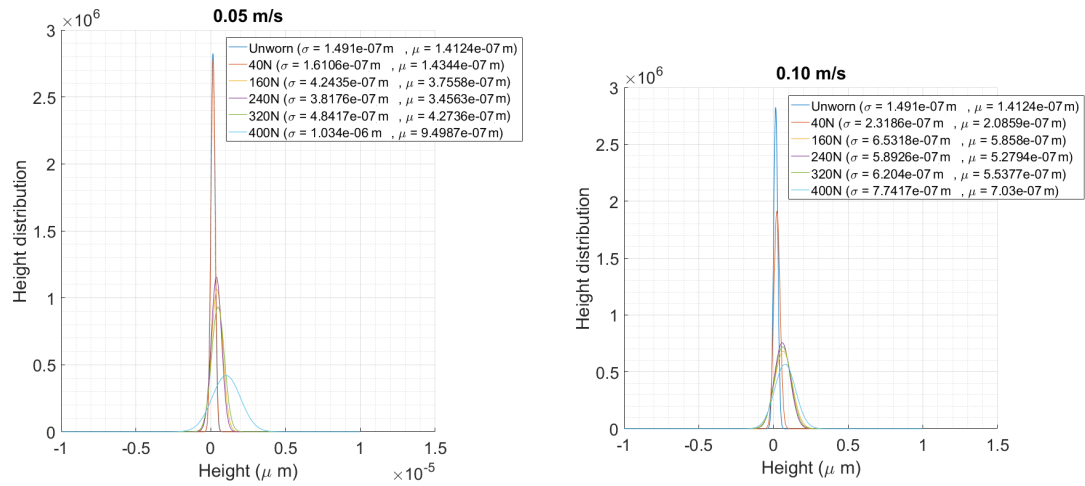 0.05 m/s
×10⁶
3
2.5
2
1.5
1
0.5
0
Height distribution
Unworn (σ = 1.491e-07 m , μ = 1.4124e-07 m)
40N (σ = 1.6106e-07 m , μ = 1.4344e-07 m)
160N (σ = 4.2435e-07 m , μ = 3.7558e-07 m)
240N (σ = 3.8176e-07 m , μ = 3.4563e-07 m)
320N (σ = 4.8417e-07 m , μ = 4.2736e-07 m)
400N (σ = 1.034e-06 m , μ = 9.4987e-07 m)
-1 -0.5 0 0.5 1 1.5
Height (μ m)
×10⁻⁵
0.10 m/s
×10⁶
3
2.5
2
1.5
1
0.5
0
Height distribution
Unworn (σ = 1.491e-07 m , μ = 1.4124e-07 m)
40N (σ = 2.3186e-07 m , μ = 2.0859e-07 m)
160N (σ = 6.5318e-07 m , μ = 5.858e-07 m)
240N (σ = 5.8926e-07 m , μ = 5.2794e-07 m)
320N (σ = 6.204e-07 m , μ = 5.5377e-07 m)
400N (σ = 7.7417e-07 m , μ = 7.03e-07 m)
-1 -0.5 0 0.5 1 1.5
Height (μ m)